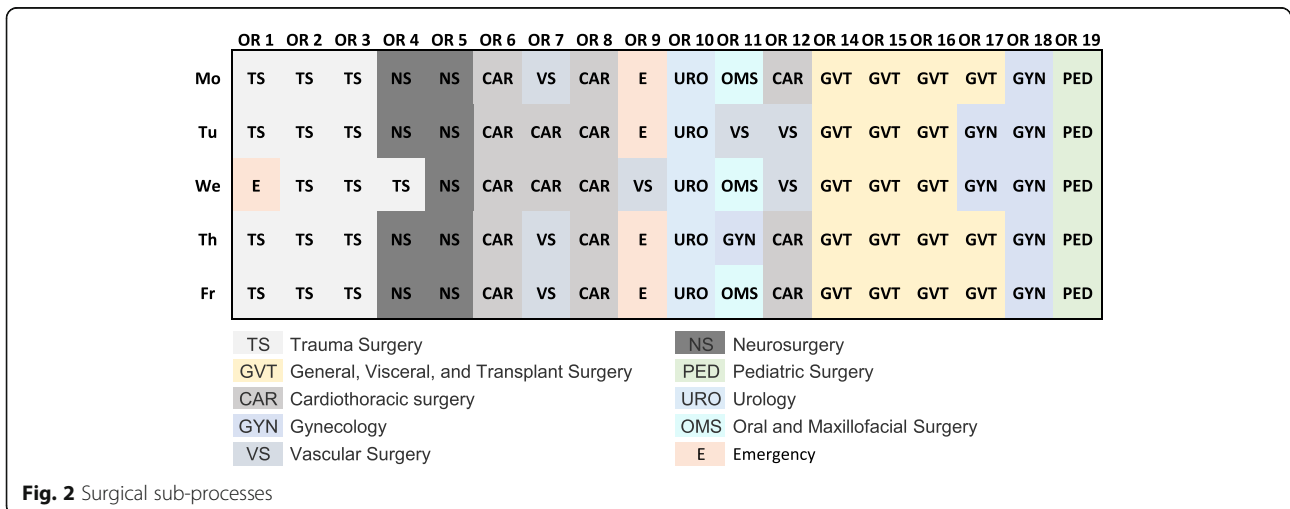 OR 1 OR 2 OR 3 OR 4 OR 5 OR 6 OR 7 OR 8 OR 9 OR 10 OR 11 OR 12 OR 14 OR 15 OR 16 OR 17 OR 18 OR 19
Mo TS TS TS NS NS CAR VS CAR E URO OMS CAR GVT GVT GVT GVT GYN PED
Tu TS TS TS NS NS CAR CAR CAR E URO VS VS GVT GVT GVT GYN GYN PED
We E TS TS TS NS CAR CAR CAR VS URO OMS VS GVT GVT GVT GYN GYN PED
Th TS TS TS NS NS CAR VS CAR E URO GYN CAR GVT GVT GVT GVT GYN PED
Fr TS TS TS NS NS CAR VS CAR E URO OMS CAR GVT GVT GVT GVT GYN PED
TS Trauma Surgery NS Neurosurgery
GVT General, Visceral, and Transplant Surgery PED Pediatric Surgery
CAR Cardiothoracic surgery URO Urology
GYN Gynecology OMS Oral and Maxillofacial Surgery
VS Vascular Surgery E Emergency
Fig. 2 Surgical sub-processes